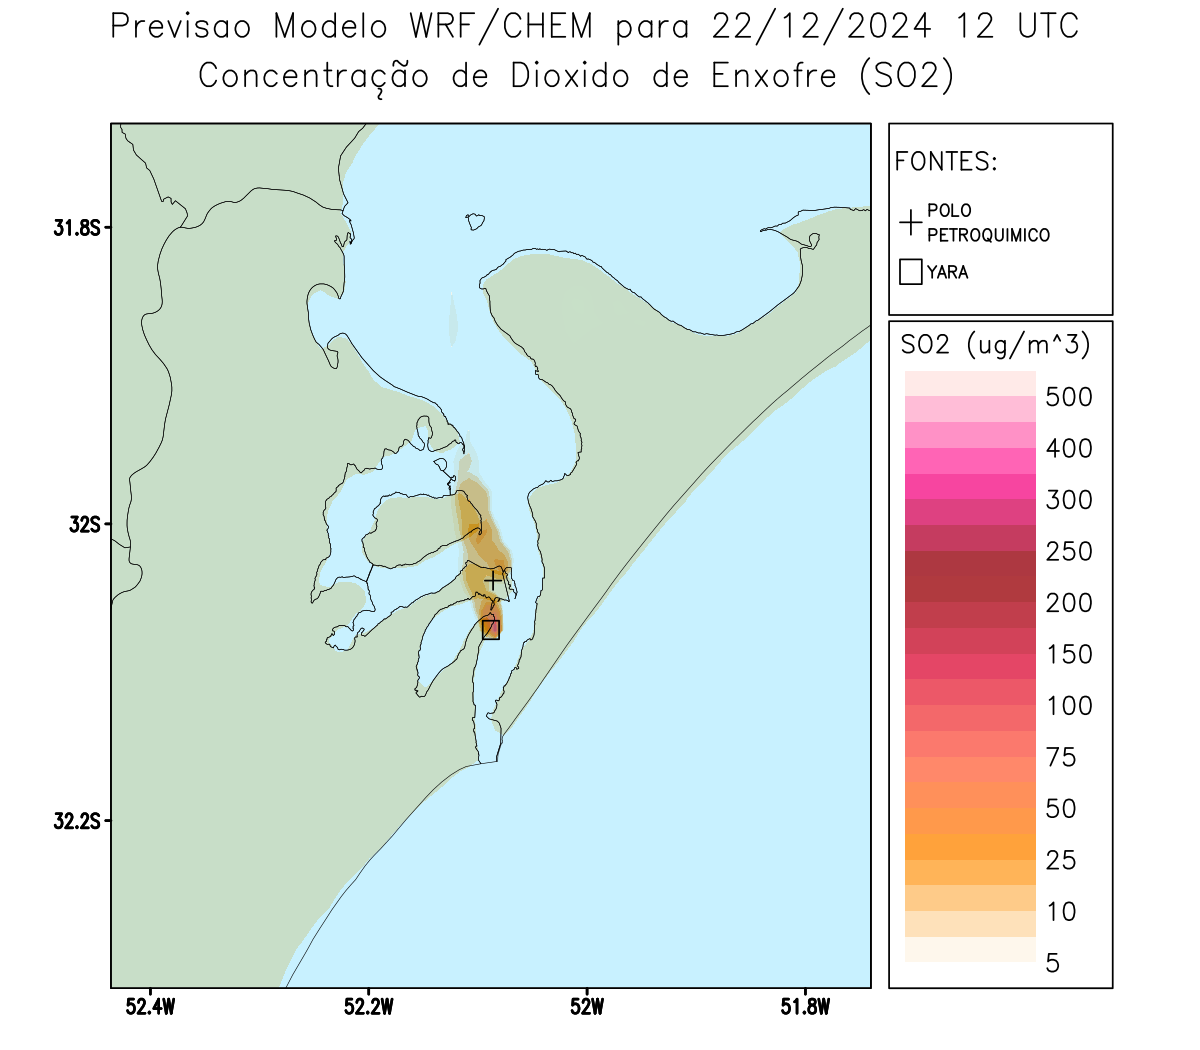 Previsao Modelo WRF/CHEM para 22/12/2024 12 UTC
Concentração de Dioxido de Enxofre (SO2)
FONTES:
POLO
PETROQUIMICO
YARA
SO2 (ug/m^3)
500
400
300
250
200
150
100
75
50
25
10
5
31.8S
32S
32.2S
52.4W
52.2W
52W
51.8W